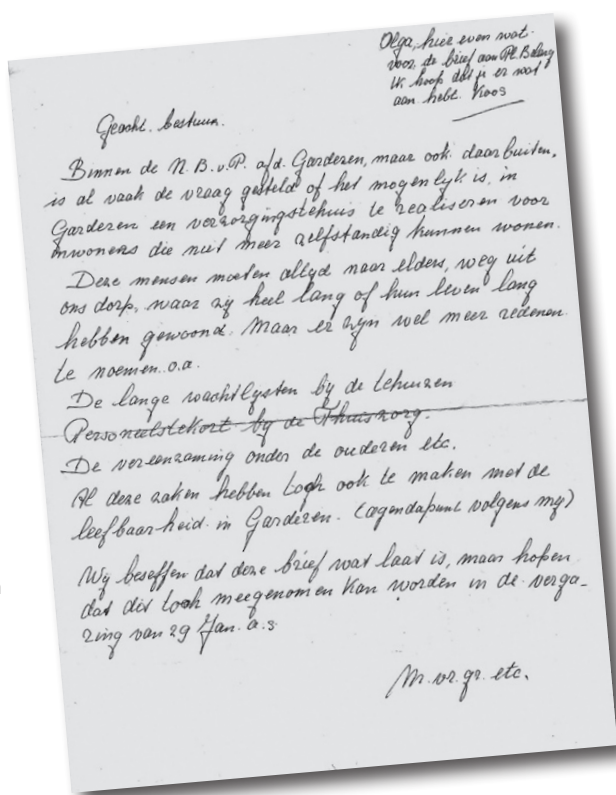 Olga, hier even wat
voor de brief aan Pl. Belang
Ik hoop dat je er wat
aan hebt. Koos
Geacht. bestuur.
Binnen de N.B.v.P. afd. Garderen, maar ook daarbuiten,
is al vaak de vraag gesteld of het mogenlyk is, in
Garderen een verzorgingstehuis te realiseren voor
inwoners die niet meer zelfstandig kunnen wonen.
Deze mensen moeten altyd naar elders, weg uit
ons dorp, waar zy heel lang of hun leven lang
hebben gewoond. Maar er zyn wel meer redenen
te noemen o.a.
De lange wachtlysten by de tehuizen
Personeelstekort by de Thuiszorg.
De vereenzaming onder de ouderen etc.
Al deze zaken hebben toch ook te maken met de
leefbaarheid in Garderen. (agendapunt volgens my)
Wy beseffen dat deze brief wat laat is, maar hopen
dat dit toch meegenomen kan worden in de verga-
ring van 29 Jan. a.s.
M. vr. gr. etc.